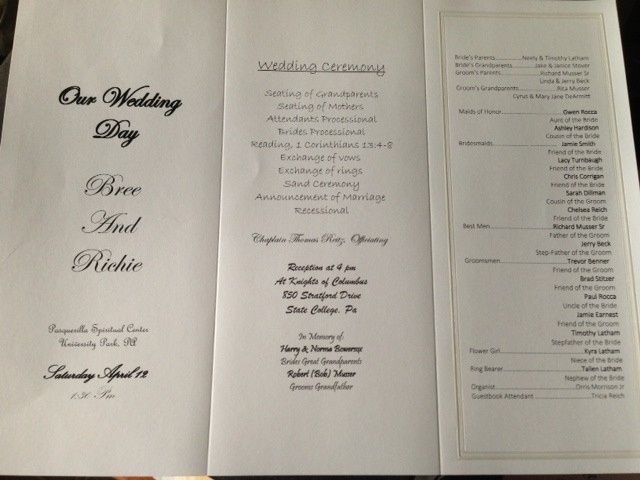 Our Wedding
Day
Bree
And
Richie
Pasquerilla Spiritual Center
University Park, PA
Saturday April 12
1:30 Pm
Wedding Ceremony
Seating of Grandparents
Seating of Mothers
Attendants Processional
Brides Processional
Reading, 1 Corinthians 13:4-8
Exchange of vows
Exchange of rings
Sand Ceremony
Announcement of Marriage
Recessional
Chaplain Thomas Reitz, Officiating
Reception at 4 pm
At Knights of Columbus
850 Stratford Drive
State College, Pa
In Memory of:
Harry & Norma Bowersox
Brides Great Grandparents
Robert (Bob) Musser
Grooms Grandfather
Bride's Parents Neely & Timothy Latham
Bride's Grandparents Jake & Janice Mover
Groom's Parents Richard Musser Sr
Linda & Jerry Beck
Groom's Grandparents Rita Musser
Cyrus & Mary Jane DeArmitt
Maids of Honor Gwen Rocca
Aunt of the Bride
Ashley Hardison
Cousin of the Bride
Bridesmaids Jamie Smith
Friend of the Bride
Lacy Turnbaugh
Friend of the Bride
Chris Corrigan
Friend of the Bride
Sarah Dillman
Cousin of the Groom
Chelsea Reich
Friend of the Bride
Best Men Richard Musser Sr
Father of the Groom
Jerry Beck
Step-Father of the Groom
Groomsmen Trevor Benner
Friend of the Groom
Brad Stitzer
Friend of the Groom
Paul Rocca
Uncle of the Bride
Jamie Earnest
Friend of the Groom
Timothy Latham
Stepfather of the Bride
Flower Girl Kyra Latham
Niece of the Bride
Ring Bearer Tallen Latham
Nephew of the Bride
Organist Orris Morrison Jr
Guestbook Attendant Tricia Reich